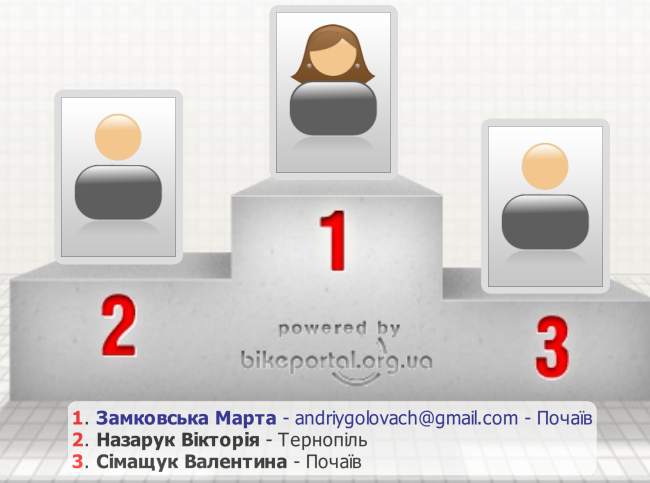 1
2
3
powered by
bikeportal.org.ua
1. Замковська Марта - andriygolovach@gmail.com - Почаїв
2. Назарук Вікторія - Тернопіль
3. Сімащук Валентина - Почаїв